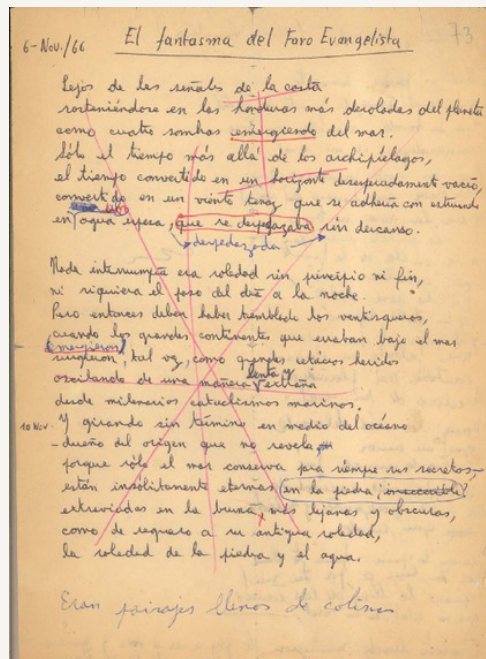 73
6-Nov./66 El fantasma del Faro Evangelista
Lejos de las señales de la costa
sosteniéndose en las honduras más desoladas del planeta
como cuatro sombras emergiendo del mar.
Sólo el tiempo más allá de los archipiélagos,
el tiempo convertido en un horizonte desesperadamente vacío,
convertido en un viento tenaz que se adhería con estruendo
en agua espesa, que se despedazaba sin descanso.
despedazada
Nada interrumpía esa soledad sin principio ni fin,
ni siquiera el paso del día a la noche.
Pero entonces deben haber temblado los ventisqueros,
cuando los grandes continentes que erraban bajo el mar
emergieron
surgieron, tal vez, como grandes cetáceos heridos
oscilando de una manera lenta y extraña
desde milenarios cataclismos marinos.
10 Nov. Y girando sin término en medio del océano
- dueño del origen que no revela,
porque sólo el mar conserva para siempre sus secretos,-
están insólitamente eternas en la piedra, inaccesible
extraviadas en la bruma, más lejanas y obscuras,
como de regreso a su antigua soledad,
la soledad de la piedra y el agua.
Eran paisajes llenos de colinas